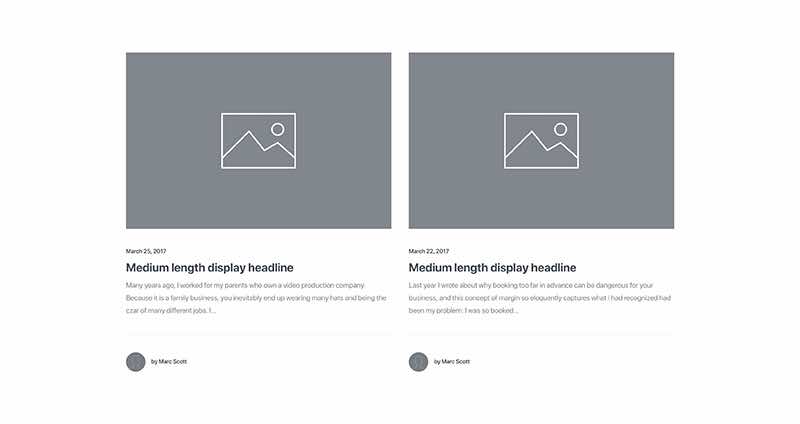 March 25, 2017
Medium length display headline
Many years ago, I worked for my parents who own a video production company.
Because it is a family business, you inevitably end up wearing many hats and being the
czar of many different jobs. I...
by Marc Scott
March 22, 2017
Medium length display headline
Last year I wrote about why booking too far in advance can be dangerous for your
business, and this concept of margin so eloquently captures what I had recognized had
been my problem: I was so booked...
by Marc Scott